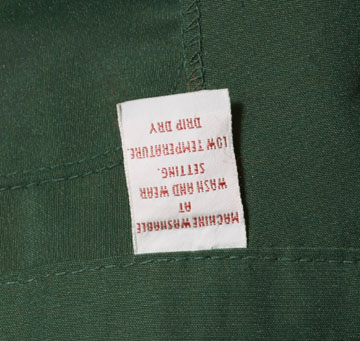 MACHINE WASHABLE
AT
WASH AND WEAR
SETTING.
LOW TEMPERATURE.
DRIP DRY